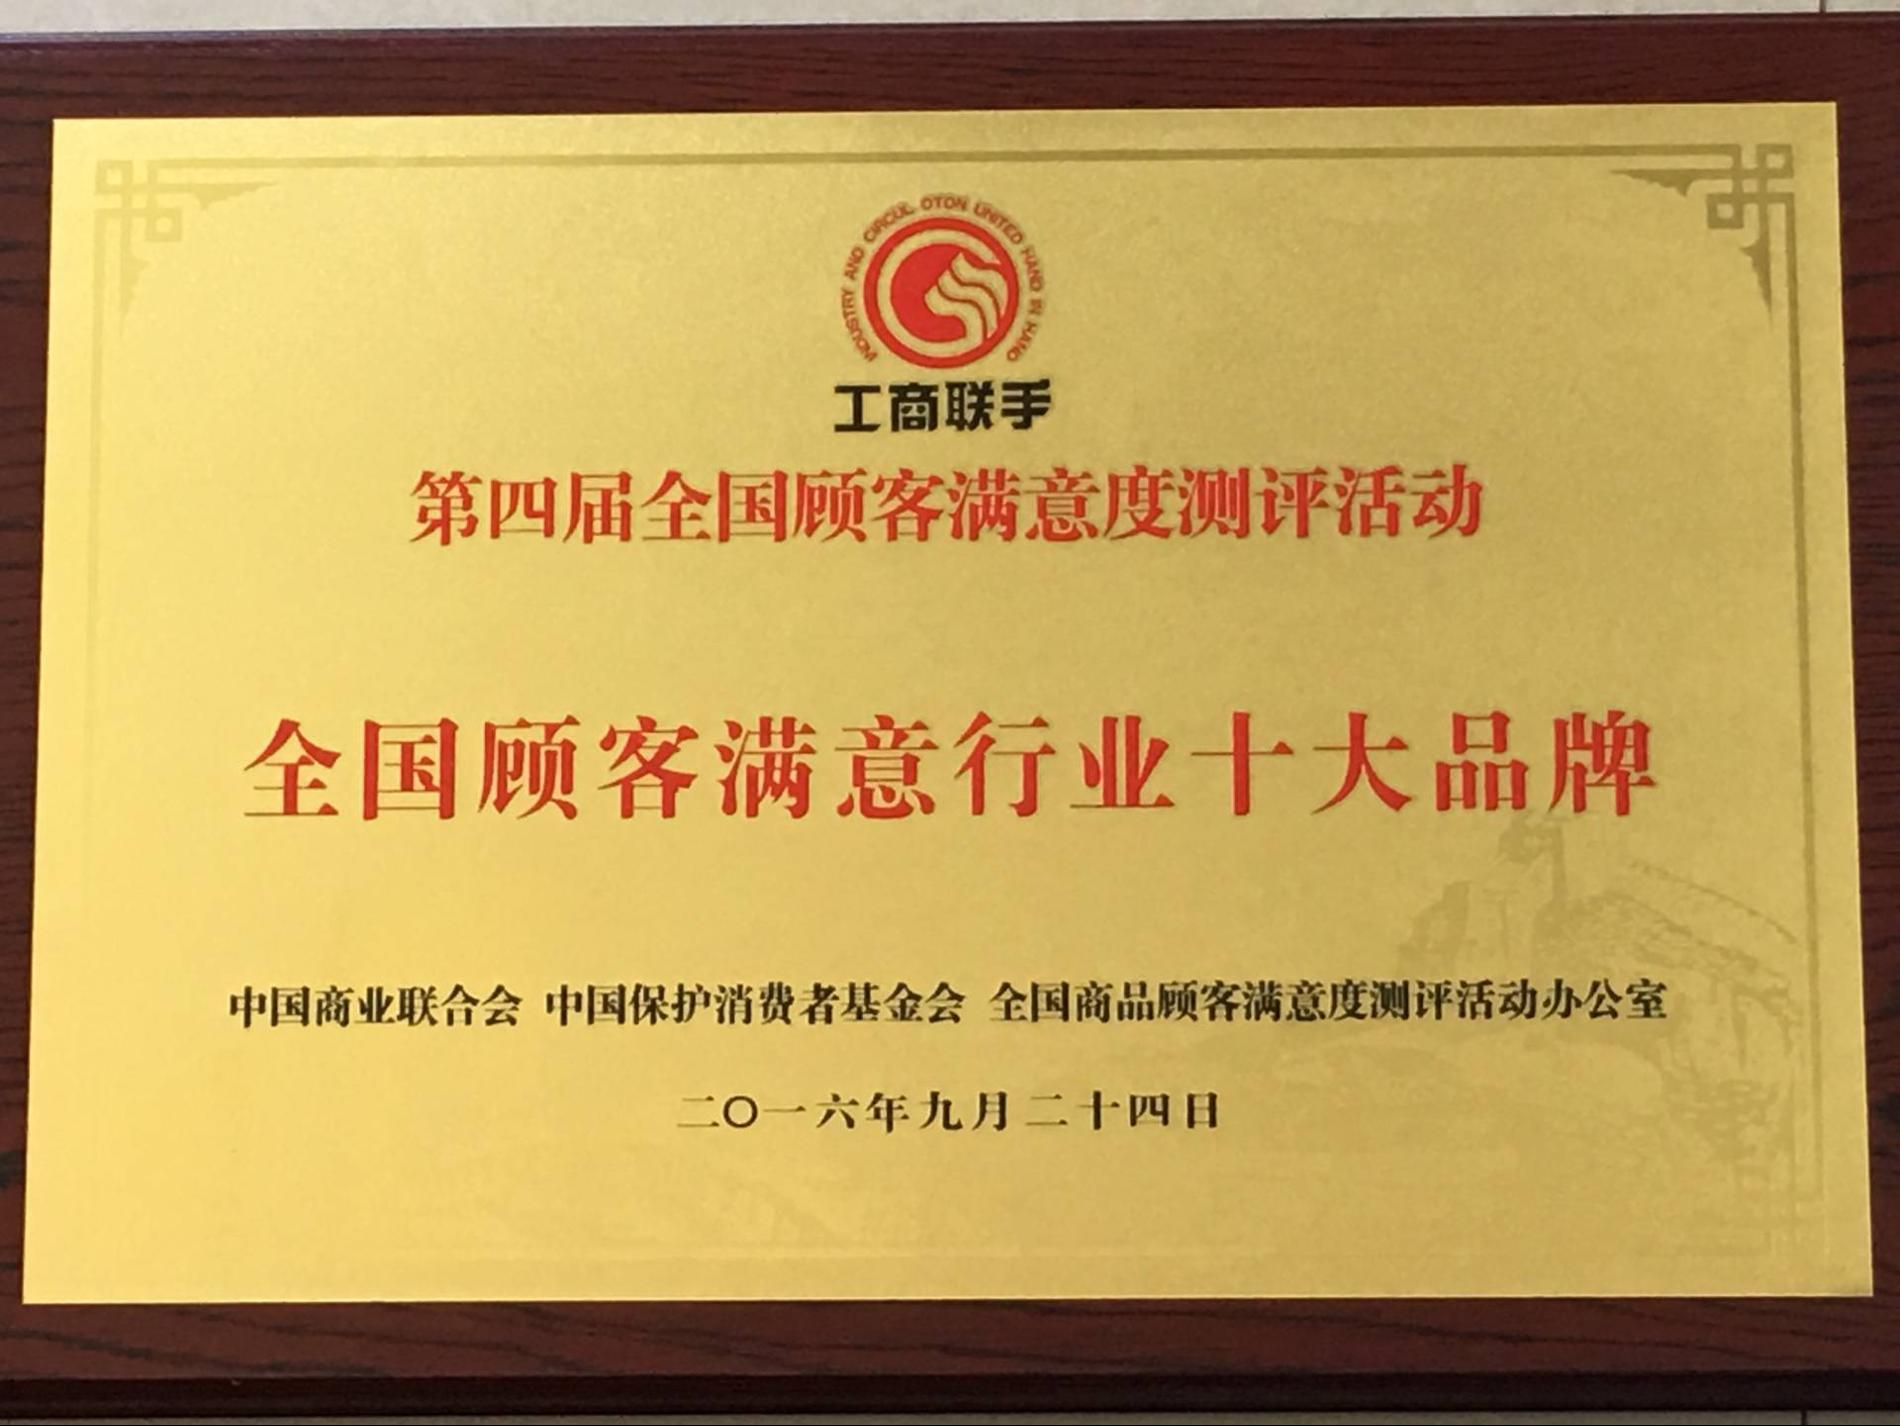 INDUSTRY AND CIRCUL OTON UNITED HAND IN HAND
工商联手
第四届全国顾客满意度测评活动
全国顾客满意行业十大品牌
中国商业联合会 中国保护消费者基金会 全国商品顾客满意度测评活动办公室
二〇一六年九月二十四日